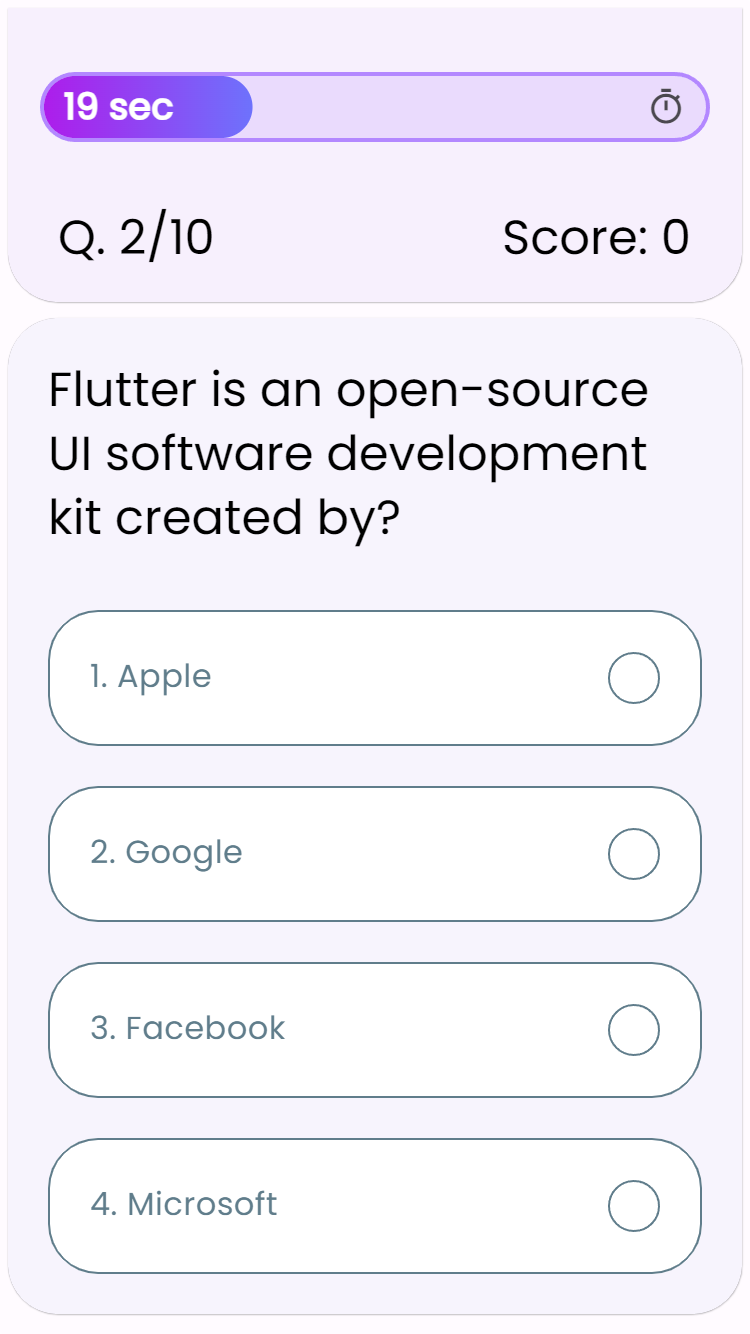 19 sec
Q. 2/10
Score: 0
Flutter is an open-source
UI software development
kit created by?
1. Apple
2. Google
3. Facebook
4. Microsoft